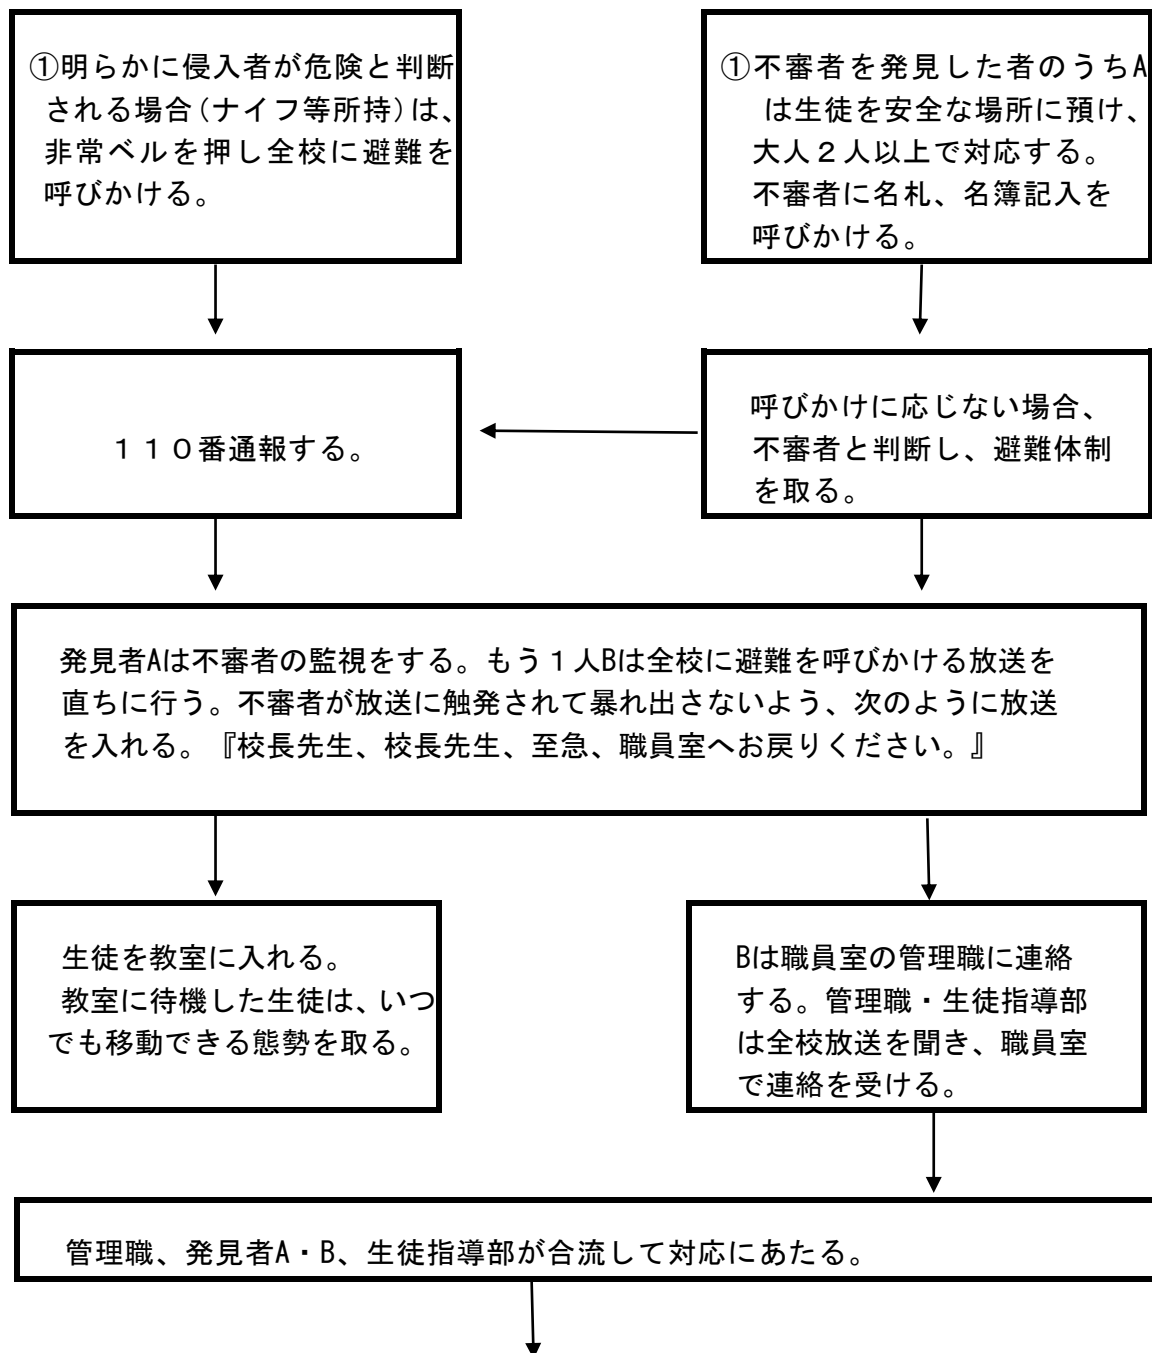 ①明らかに侵入者が危険と判断
される場合(ナイフ等所持)は、
非常ベルを押し全校に避難を
呼びかける。
①不審者を発見した者のうちA
は生徒を安全な場所に預け、
大人２人以上で対応する。
不審者に名札、名簿記入を
呼びかける。
１１０番通報する。
呼びかけに応じない場合、
不審者と判断し、避難体制
を取る。
発見者Aは不審者の監視をする。もう１人Bは全校に避難を呼びかける放送を
直ちに行う。不審者が放送に触発されて暴れ出さないよう、次のように放送
を入れる。『校長先生、校長先生、至急、職員室へお戻りください。』
生徒を教室に入れる。
教室に待機した生徒は、いつ
でも移動できる態勢を取る。
Bは職員室の管理職に連絡
する。管理職・生徒指導部
は全校放送を聞き、職員室
で連絡を受ける。
管理職、発見者A・B、生徒指導部が合流して対応にあたる。